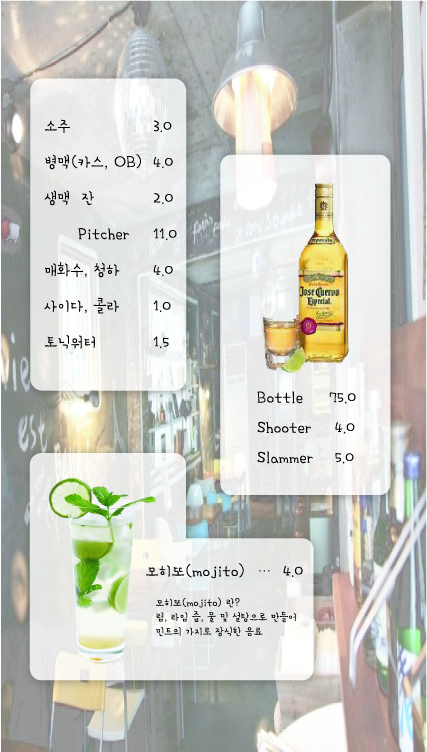 소주 3.0
병맥(카스, OB) 4.0
생맥 잔 2.0
Pitcher 11.0
매화수, 청하 4.0
사이다, 콜라 1.0
토닉워터 1.5
especial
Jose Cuervo
Especial
Bottle 75.0
Shooter 4.0
Slammer 5.0
모히또(mojito) … 4.0
모히또(mojito) 란?
럼, 라임 즙, 물 및 설탕으로 만들어
민트의 가지로 장식한 음료
vie
est